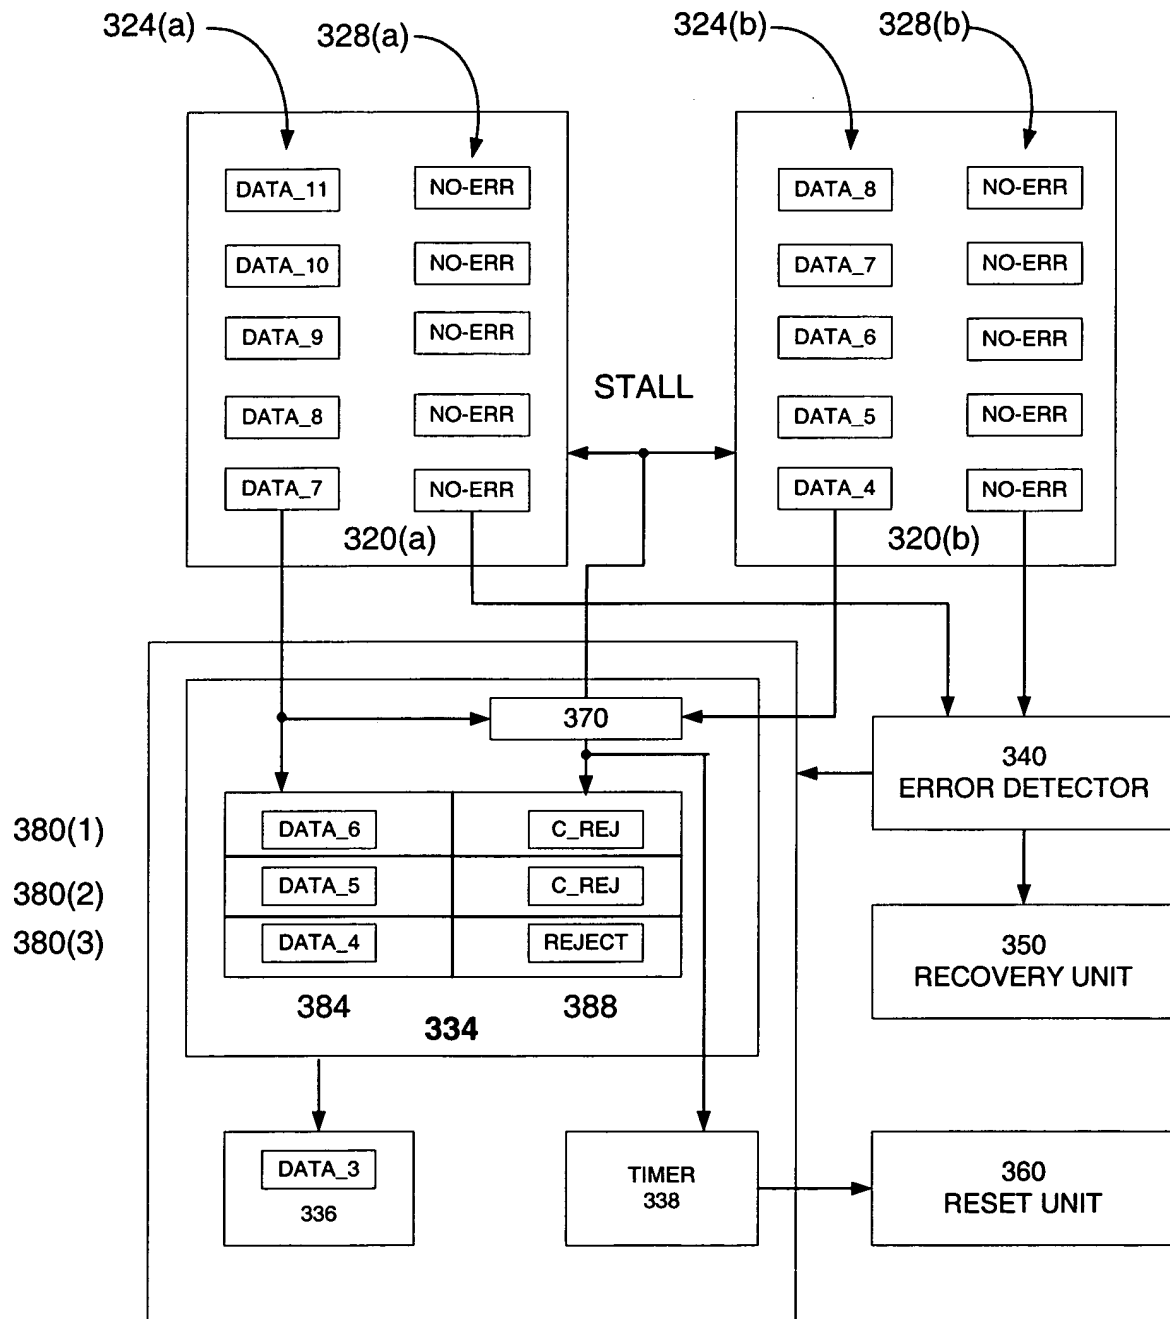 324(a)
328(a)
324(b)
328(b)
DATA_11
NO-ERR
DATA_8
NO-ERR
DATA_10
NO-ERR
DATA_7
NO-ERR
DATA_9
NO-ERR
DATA_6
NO-ERR
STALL
DATA_8
NO-ERR
DATA_5
NO-ERR
DATA_7
NO-ERR
DATA_4
NO-ERR
320(a)
320(b)
370
340
ERROR DETECTOR
380(1)
DATA_6
C_REJ
380(2)
DATA_5
C_REJ
380(3)
DATA_4
REJECT
350
RECOVERY UNIT
384
388
334
DATA_3
336
TIMER
338
360
RESET UNIT